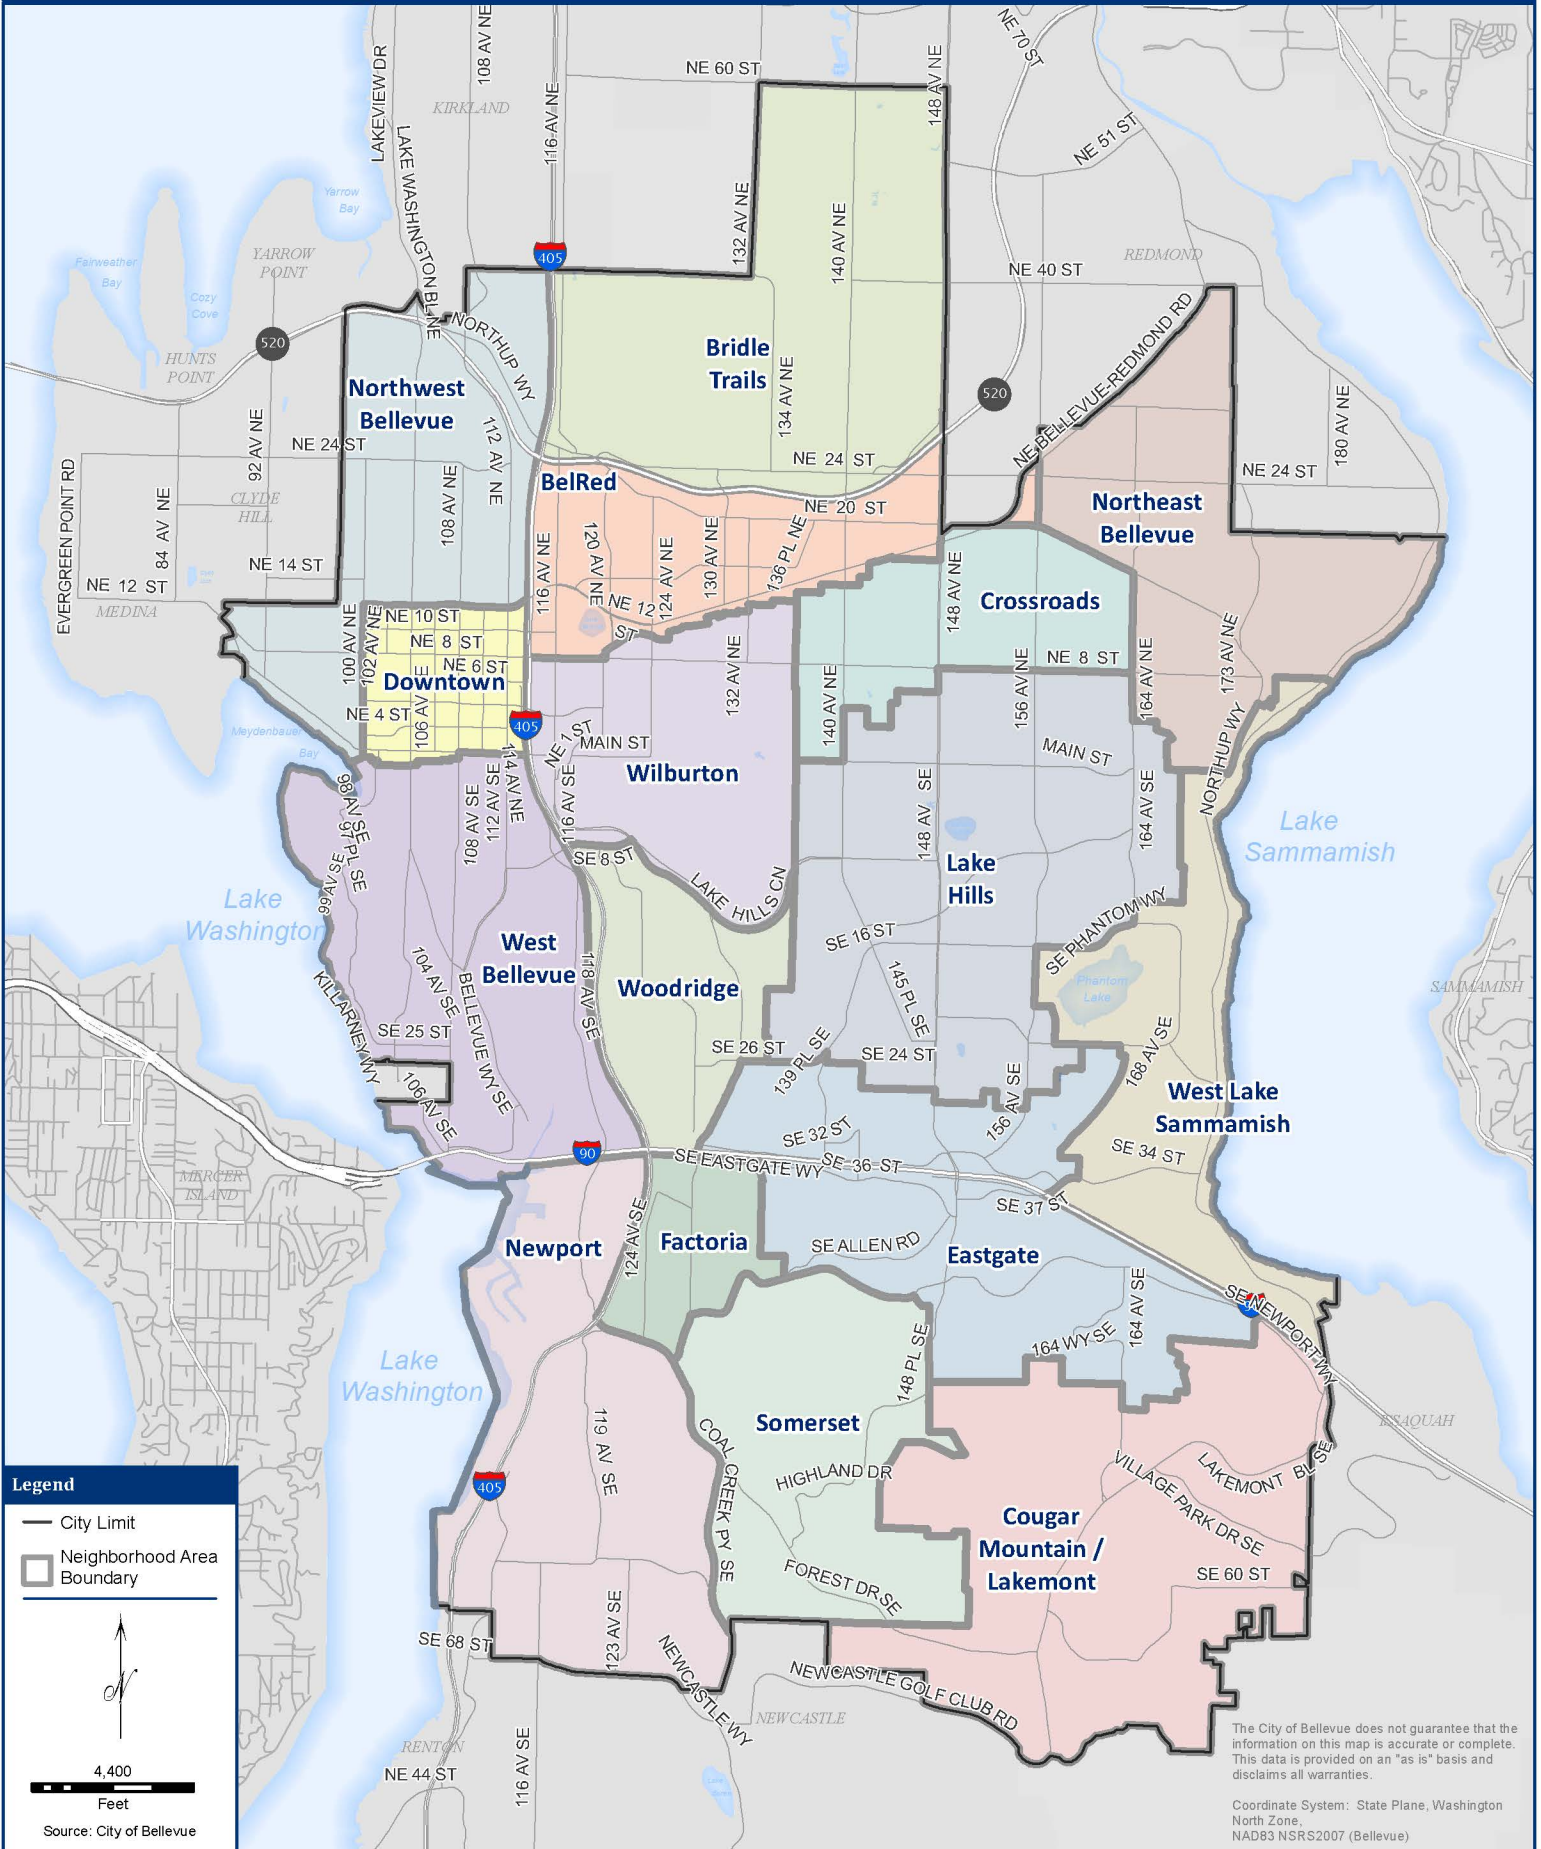 NE 60 ST
NE 70 ST
108 AV NE
148 AV NE
LAKEVIEW DR
KIRKLAND
116 AV NE
NE 51 ST
LAKE WASHINGTON BL NE
132 AV NE
140 AV NE
Yarrow
Bay
YARROW
POINT
Fairweather
Bay
Cozy
Cove
405
REDMOND
NE 40 ST
NE BELLEVUE-REDMOND RD
520
NORTHUP WY
HUNTS
POINT
Bridle
Trails
134 AV NE
520
Northwest
Bellevue
92 AV NE
NE 24 ST
112 AV NE
108 AV NE
NE 24 ST
180 AV NE
NE 24 ST
EVERGREEN POINT RD
84 AV NE
CLYDE
HILL
BelRed
NE 20 ST
Northeast
Bellevue
NE 14 ST
NE 12 ST
MEDINA
116 AV NE
120 AV NE
124 AV NE
130 AV NE
136 PL NE
NE 12
ST
148 AV NE
Crossroads
100 AV NE
102 AV NE
NE 10 ST
NE 8 ST
NE 6 ST
Downtown
106 AV NE
NE 4 ST
132 AV NE
140 AV NE
156 AV NE
NE 8 ST
164 AV NE
173 AV NE
405
Meydenbauer
Bay
NE 1 ST
MAIN ST
MAIN ST
NORTHUP WY
Wilburton
98 AV SE
97 PL SE
99 AV SE
108 AV SE
112 AV SE
114 AV NE
116 AV SE
148 AV SE
164 AV SE
Lake
Sammamish
SE 8 ST
LAKE HILLS CN
Lake
Hills
Lake
Washington
SE PHANTOM WY
SE 16 ST
West
Bellevue
104 AV SE
BELLEVUE WY SE
118 AV SE
Woodridge
145 PL SE
Phantom
Lake
SAMMAMISH
KILLARNEY WY
SE 25 ST
SE 26 ST
139 PL SE
SE 24 ST
168 AV SE
106 AV SE
156 AV SE
West Lake
Sammamish
SE 32 ST
SE 34 ST
90
SE EASTGATE WY
SE 36 ST
SE 37 ST
MERCER
ISLAND
124 AV SE
Newport
Factoria
SE ALLEN RD
Eastgate
164 AV SE
SE NEWPORT WY
164 WY SE
148 PL SE
Lake
Washington
Somerset
ISSAQUAH
119 AV SE
COAL CREEK PY SE
HIGHLAND DR
VILLAGE PARK DR SE
LAKEMONT BL SE
405
Cougar
Mountain /
Lakemont
FOREST DR SE
SE 60 ST
123 AV SE
SE 68 ST
NEWCASTLE WY
NEWCASTLE GOLF CLUB RD
NEWCASTLE
RENTON
NE 44 ST
116 AV SE
Legend
City Limit
Neighborhood Area
Boundary
N
4,400
Feet
Source: City of Bellevue
The City of Bellevue does not guarantee that the
information on this map is accurate or complete.
This data is provided on an "as is" basis and
disclaims all warranties.
Coordinate System: State Plane, Washington
North Zone,
NAD83 NSRS2007 (Bellevue)